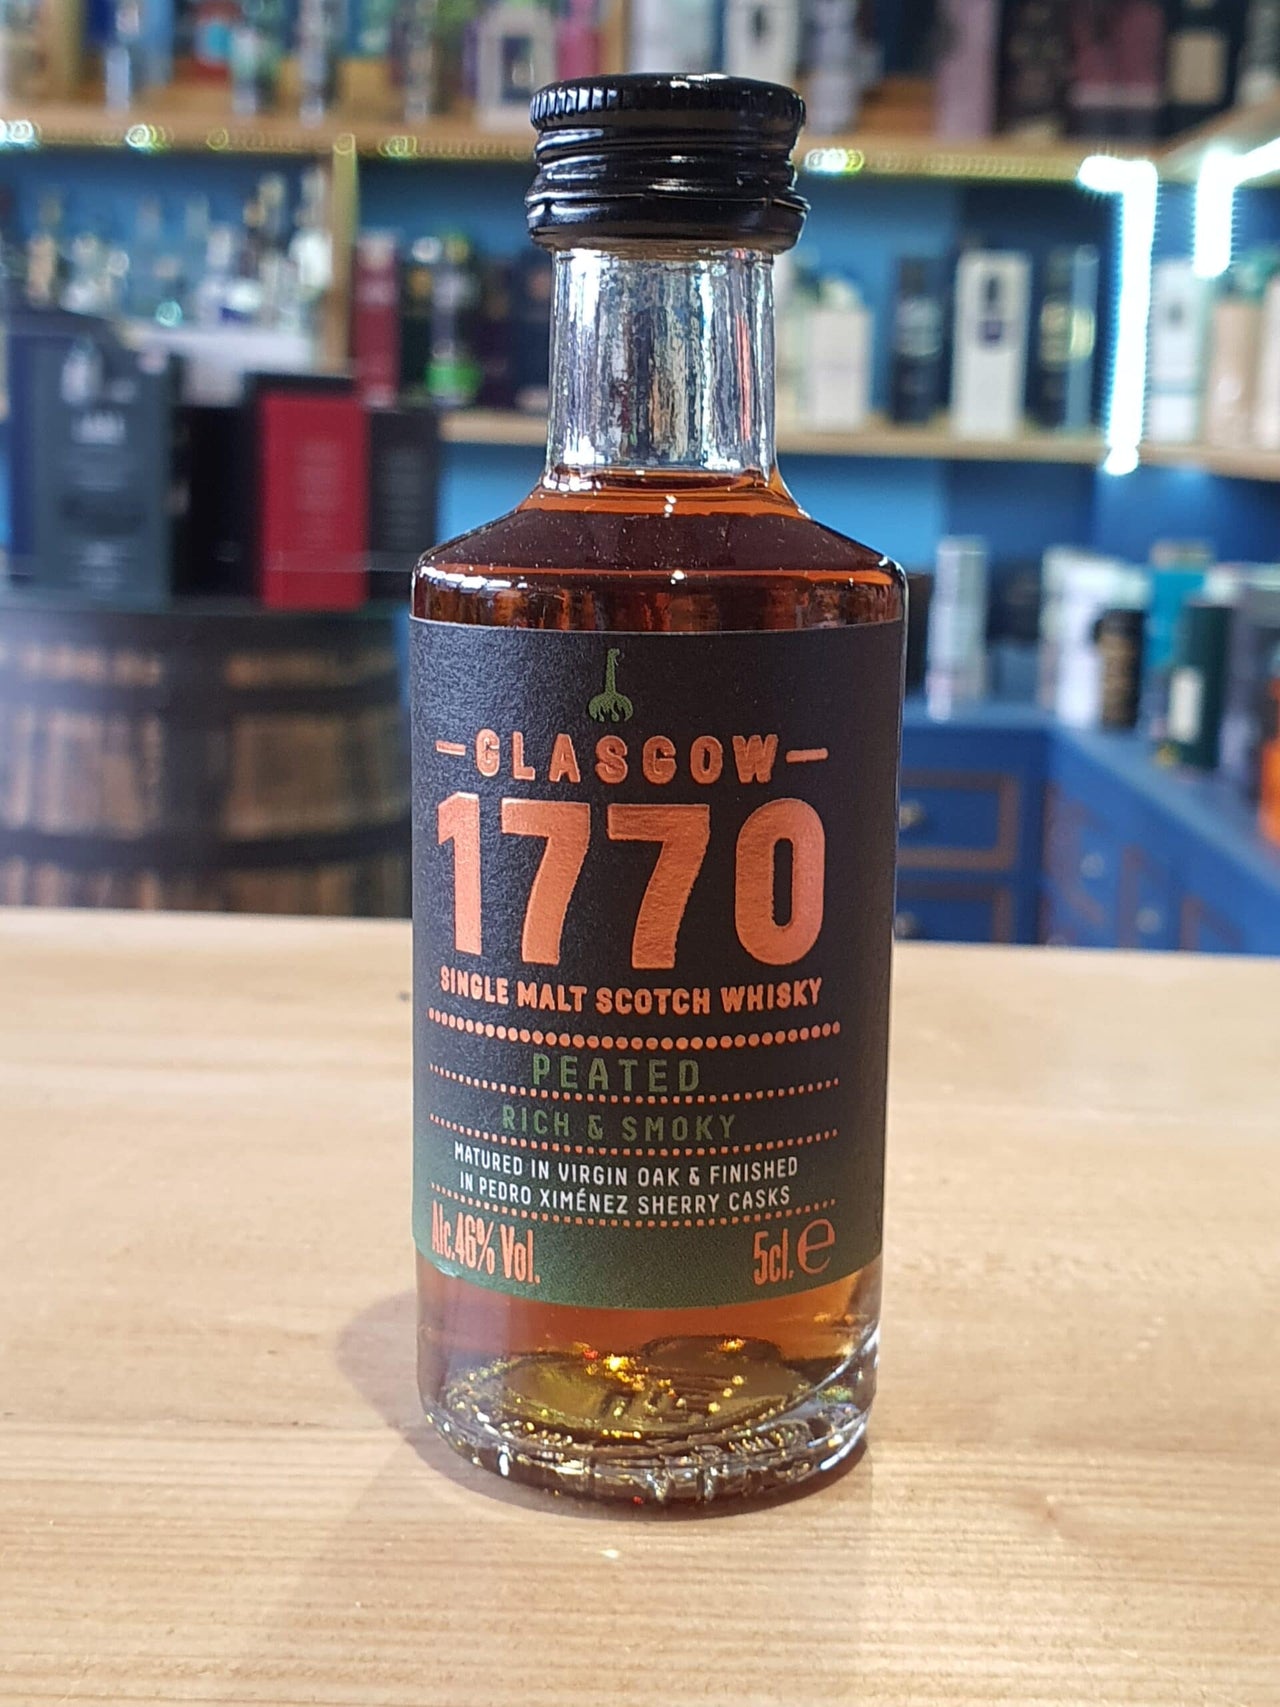 GLASGOW
1770
SINGLE MALT SCOTCH WHISKY
PEATED
RICH & SMOKY
MATURED IN VIRGIN OAK & FINISHED
IN PEDRO XIMÉNEZ SHERRY CASKS
Alc.46% Vol. 5cl. e